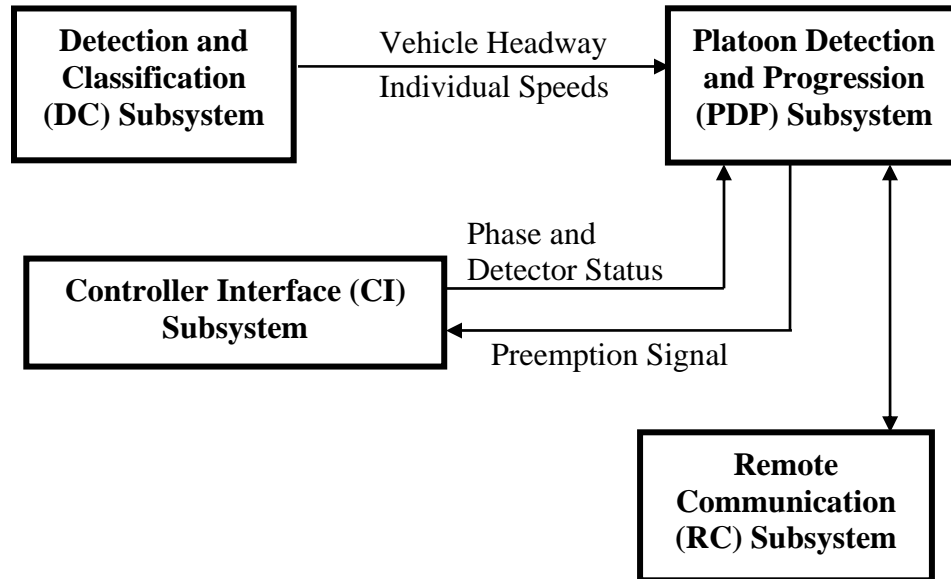 Detection and
Classification
(DC) Subsystem
Vehicle Headway
Individual Speeds
Platoon Detection
and Progression
(PDP) Subsystem
Phase and
Detector Status
Controller Interface (CI)
Subsystem
Preemption Signal
Remote
Communication
(RC) Subsystem